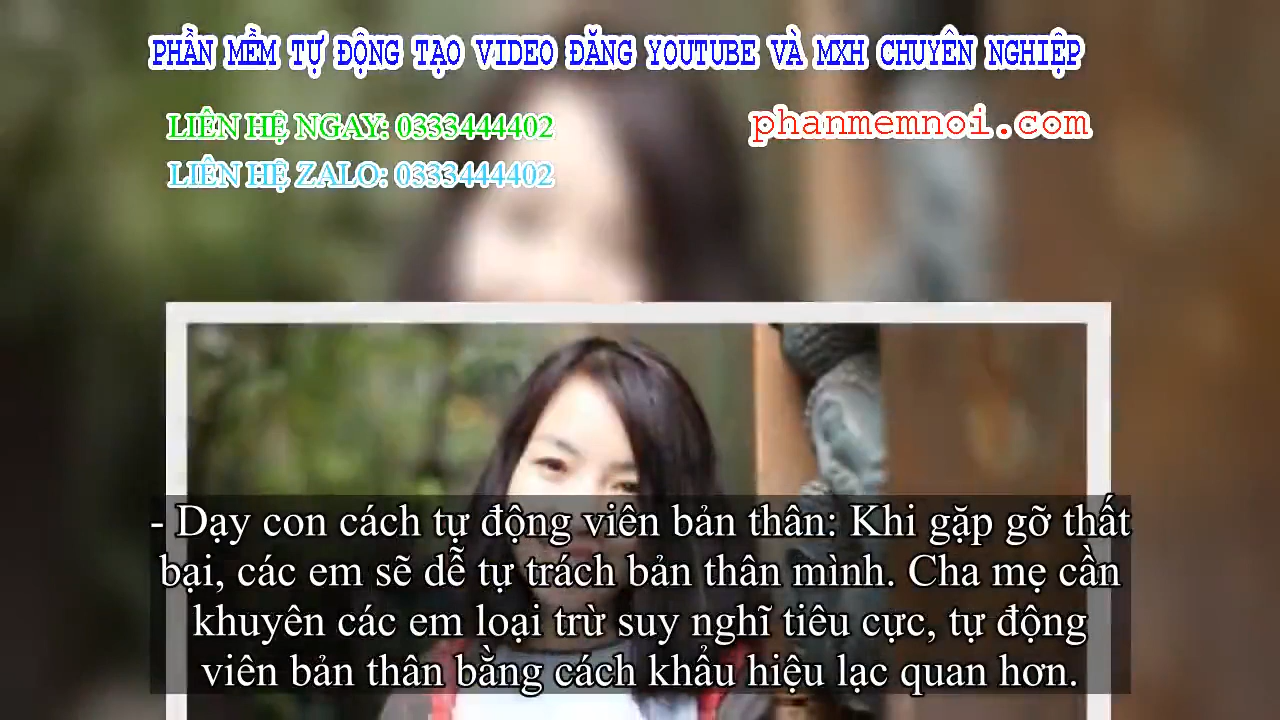 PHẦN MỀM TỰ ĐỘNG TẠO VIDEO ĐĂNG YOUTUBE VÀ MXH CHUYÊN NGHIỆP
LIÊN HỆ NGAY: 0333444402
phanmemnoi.com
LIÊN HỆ ZALO: 0333444402
- Dạy con cách tự động viên bản thân: Khi gặp gỡ thất
bại, các em sẽ dễ tự trách bản thân mình. Cha mẹ cần
khuyên các em loại trừ suy nghĩ tiêu cực, tự động
viên bản thân bằng cách khẩu hiệu lạc quan hơn.